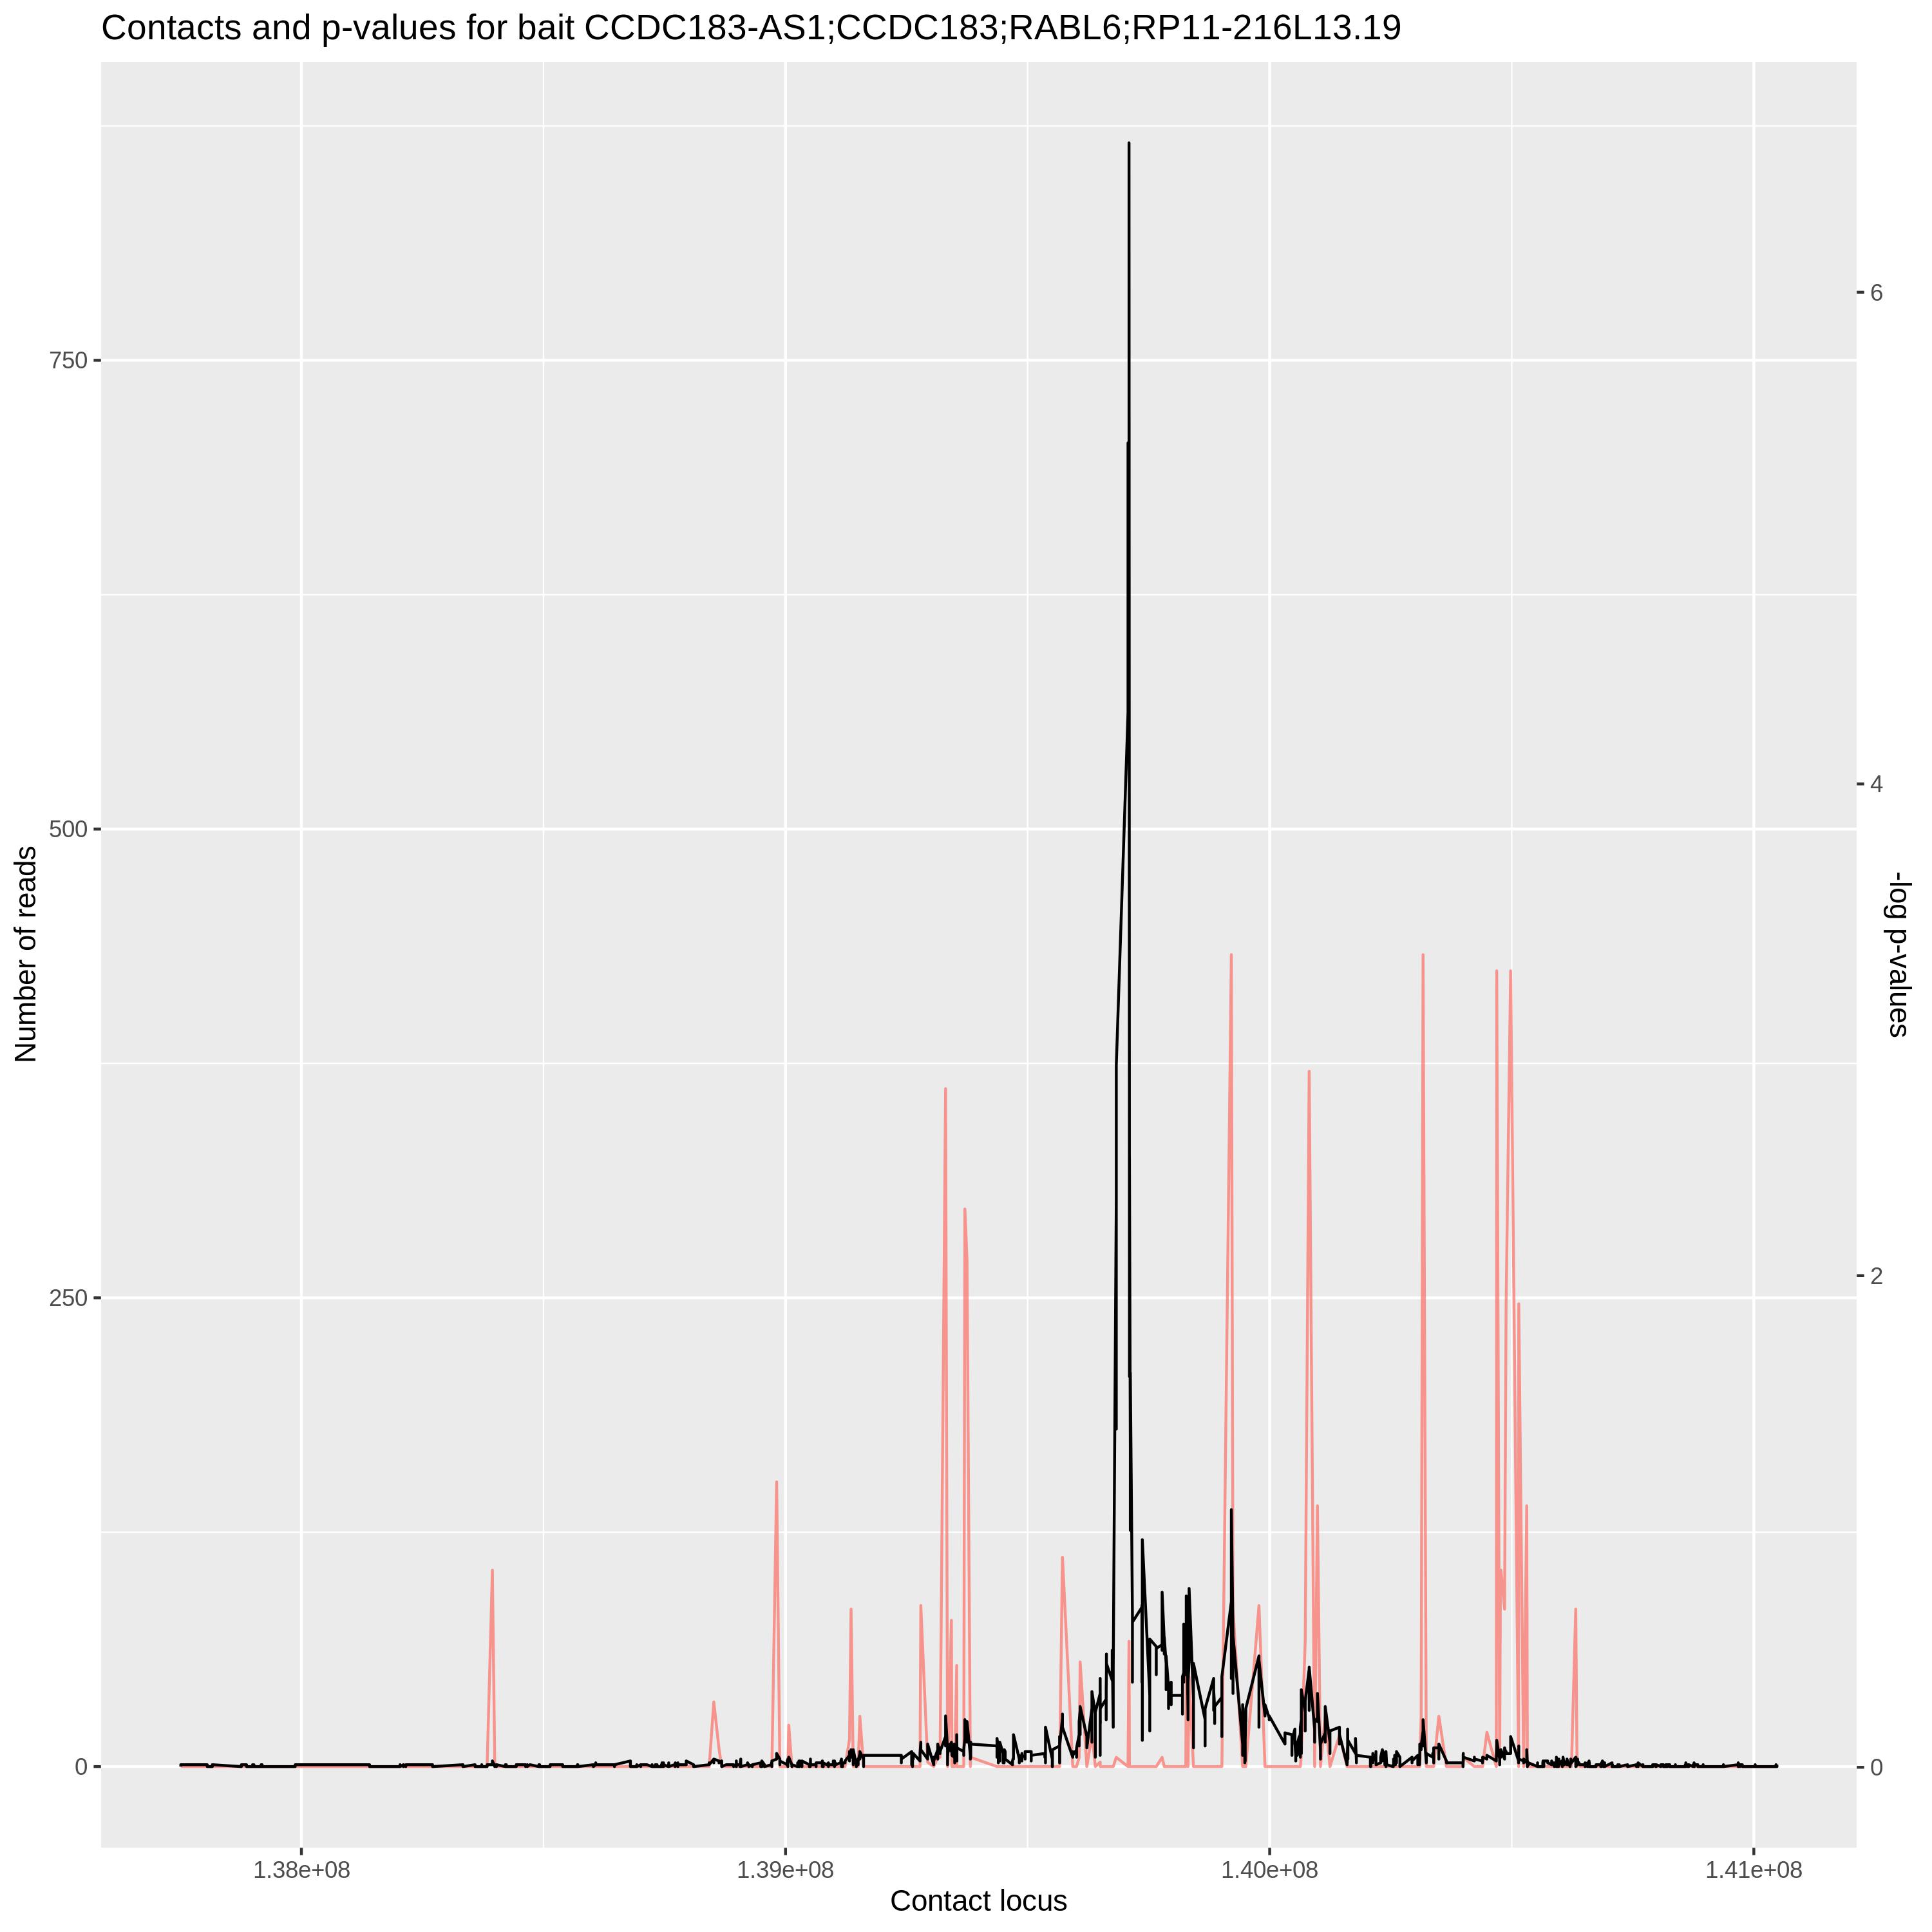 Contacts and p-values for bait CCDC183-AS1;CCDC183;RABL6;RP11-216L13.19
Number of reads
750
500
250
0
6
4
2
0
-log p-values
1.38e+08
1.39e+08
1.40e+08
1.41e+08
Contact locus